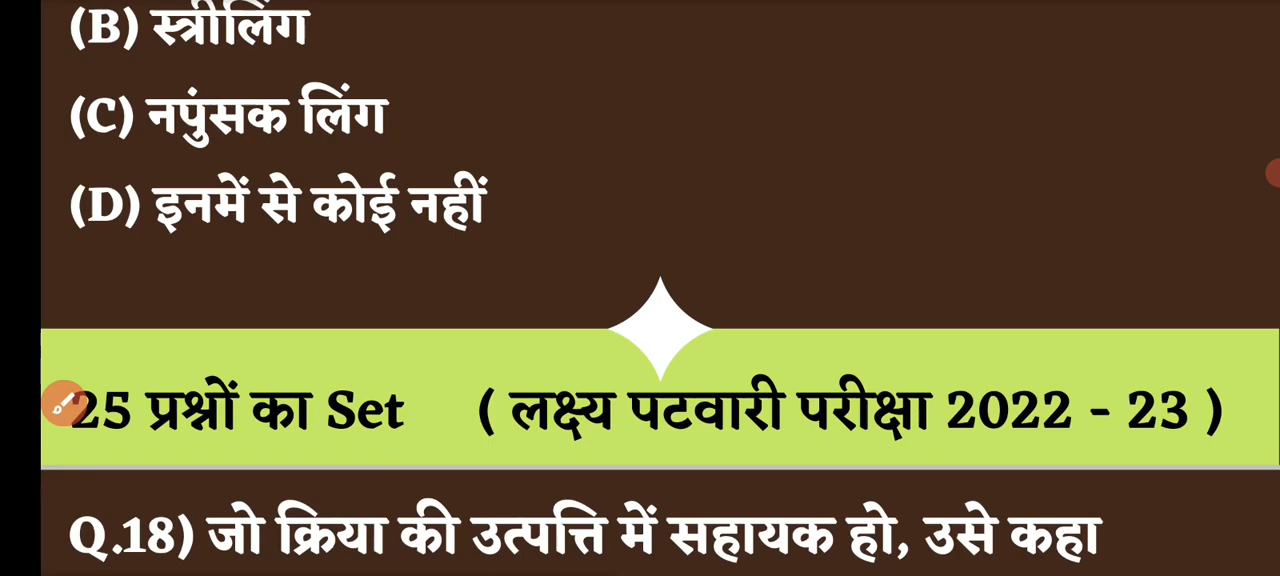 (B) स्त्रीलिंग
(C) नपुंसक लिंग
(D) इनमें से कोई नहीं
25 प्रश्नों का Set ( लक्ष्य पटवारी परीक्षा 2022 - 23 )
Q.18) जो क्रिया की उत्पत्ति में सहायक हो, उसे कहा